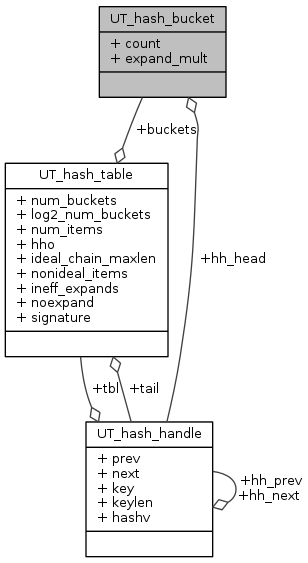 UT_hash_bucket
+ count
+ expand_mult
+buckets
UT_hash_table
+ num_buckets
+ log2_num_buckets
+ num_items
+ hho
+ ideal_chain_maxlen
+ nonideal_items
+ ineff_expands
+ noexpand
+ signature
+hh_head
+tbl
+tail
UT_hash_handle
+ prev
+ next
+ key
+ keylen
+ hashv
+hh_prev
+hh_next